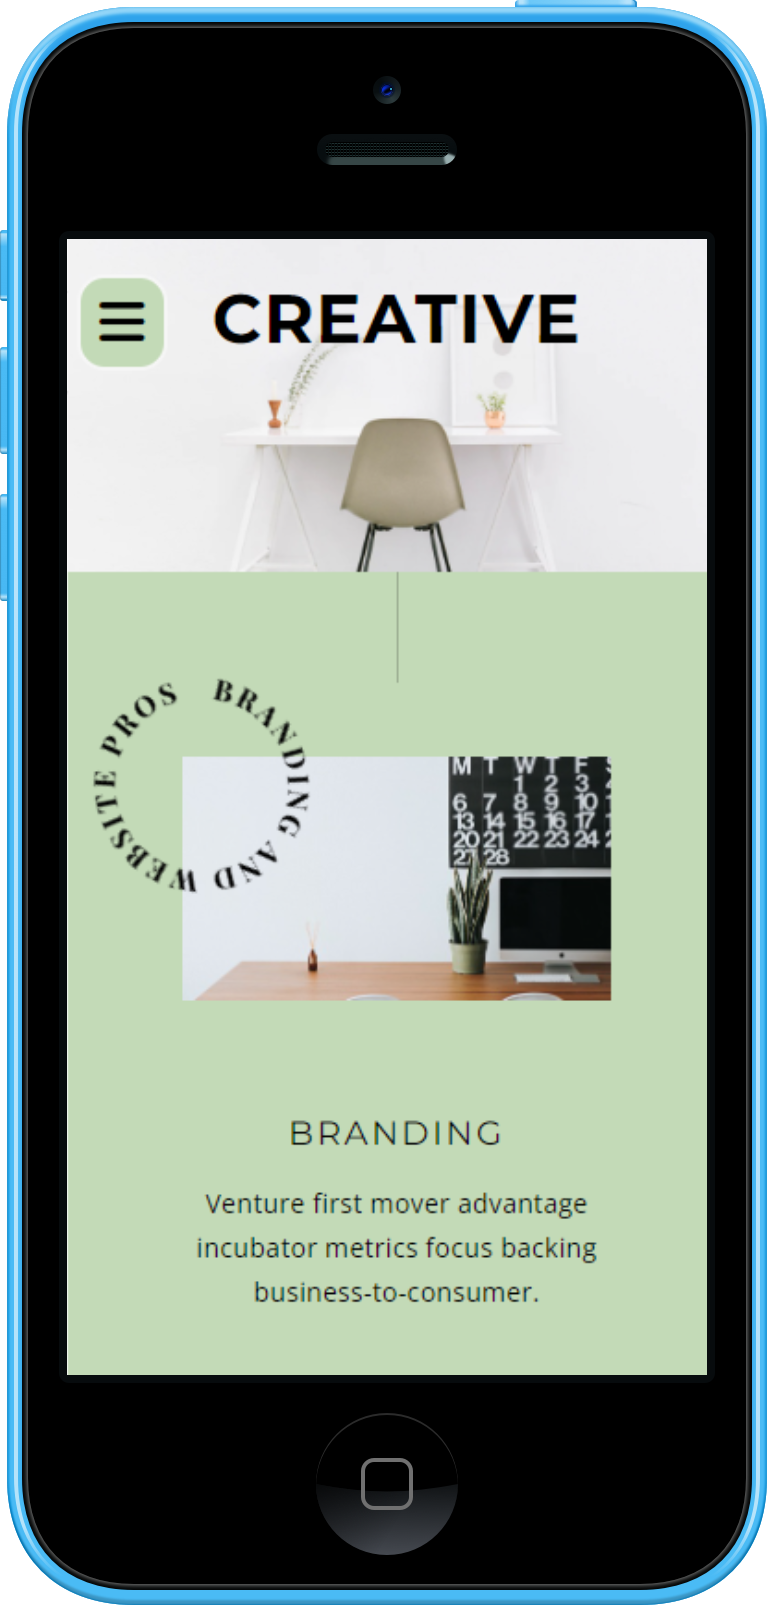 CREATIVE
BRANDING AND WEBSITE PROS
M T W T F
1 2 3
6 7 8 9 10
13 14 15 16 17
20 21 22 23 24
27 28
BRANDING
Venture first mover advantage
incubator metrics focus backing
business-to-consumer.